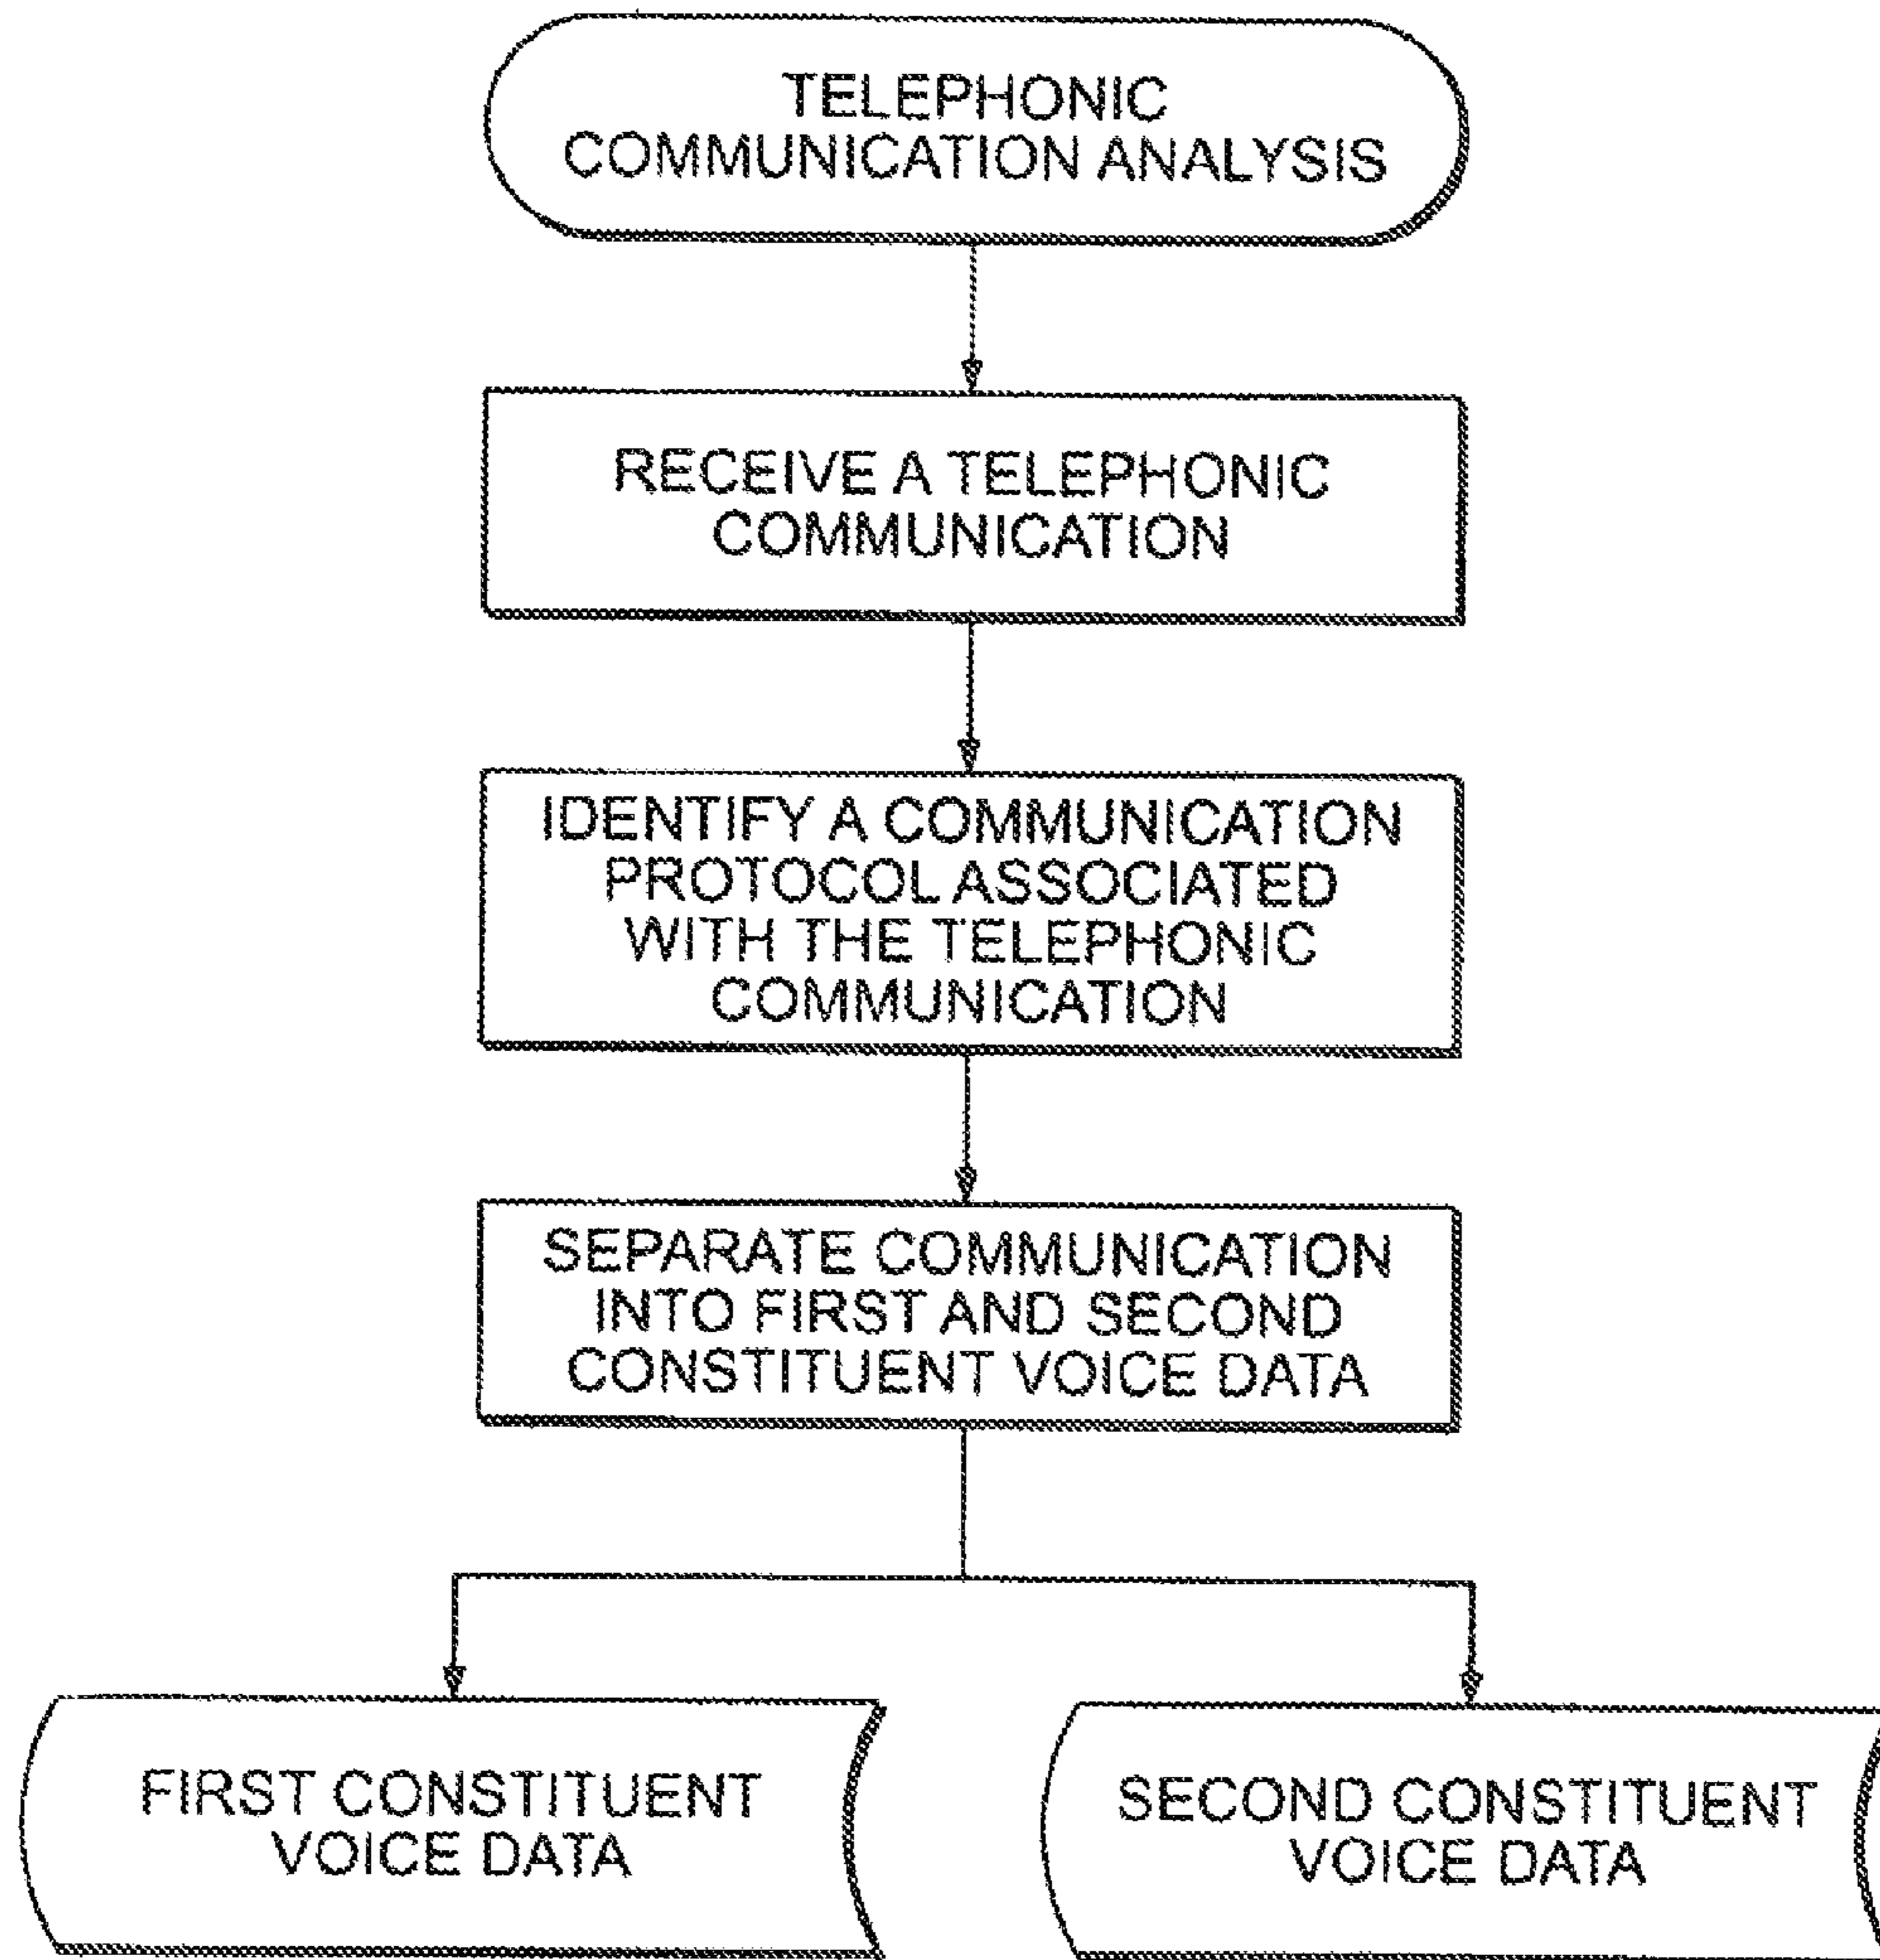 TELEPHONIC
COMMUNICATION ANALYSIS
RECEIVE A TELEPHONIC
COMMUNICATION
IDENTIFY A COMMUNICATION
PROTOCOL ASSOCIATED
WITH THE TELEPHONIC
COMMUNICATION
SEPARATE COMMUNICATION
INTO FIRST AND SECOND
CONSTITUENT VOICE DATA
FIRST CONSTITUENT
VOICE DATA
SECOND CONSTITUENT
VOICE DATA